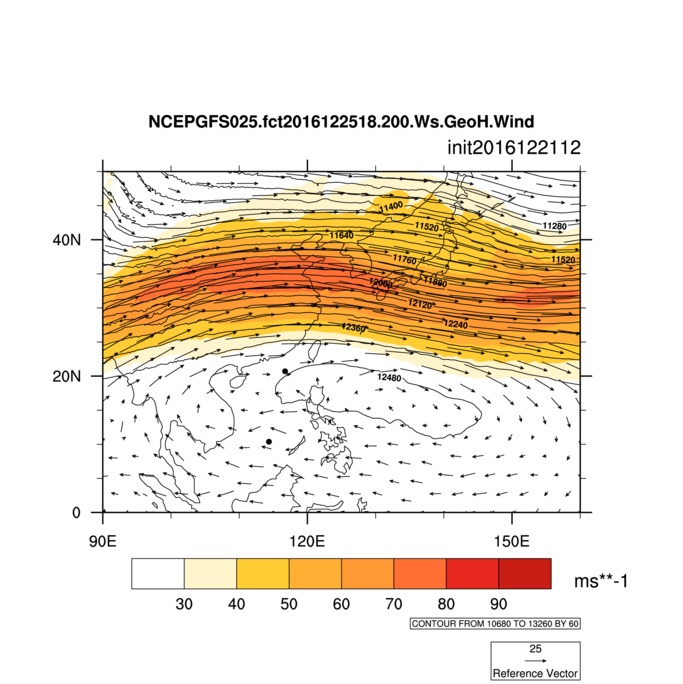 NCEPGFS025.fct2016122518.200.Ws.GeoH.Wind
init2016122112
11400
11280
11520
11640
40N
11760
11520
11880
12000
12120
12240
12360
20N
12480
0
90E 120E 150E
30 40 50 60 70 80 90
ms**-1
CONTOUR FROM 10680 TO 13260 BY 60
25
Reference Vector